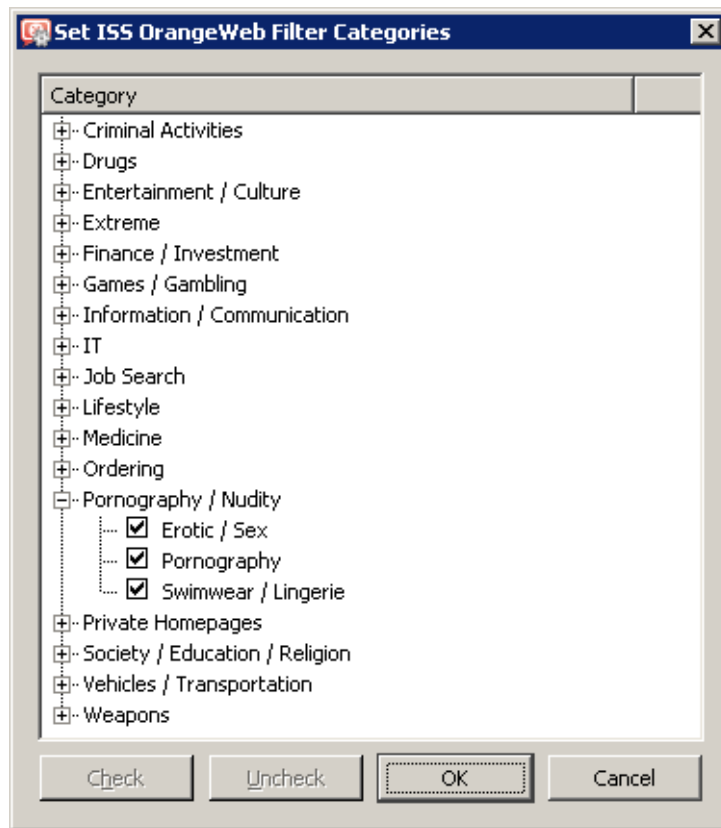 Set ISS OrangeWeb Filter Categories
Category
Criminal Activities
Drugs
Entertainment / Culture
Extreme
Finance / Investment
Games / Gambling
Information / Communication
IT
Job Search
Lifestyle
Medicine
Ordering
Pornography / Nudity
Erotic / Sex
Pornography
Swimwear / Lingerie
Private Homepages
Society / Education / Religion
Vehicles / Transportation
Weapons
Check Uncheck OK Cancel